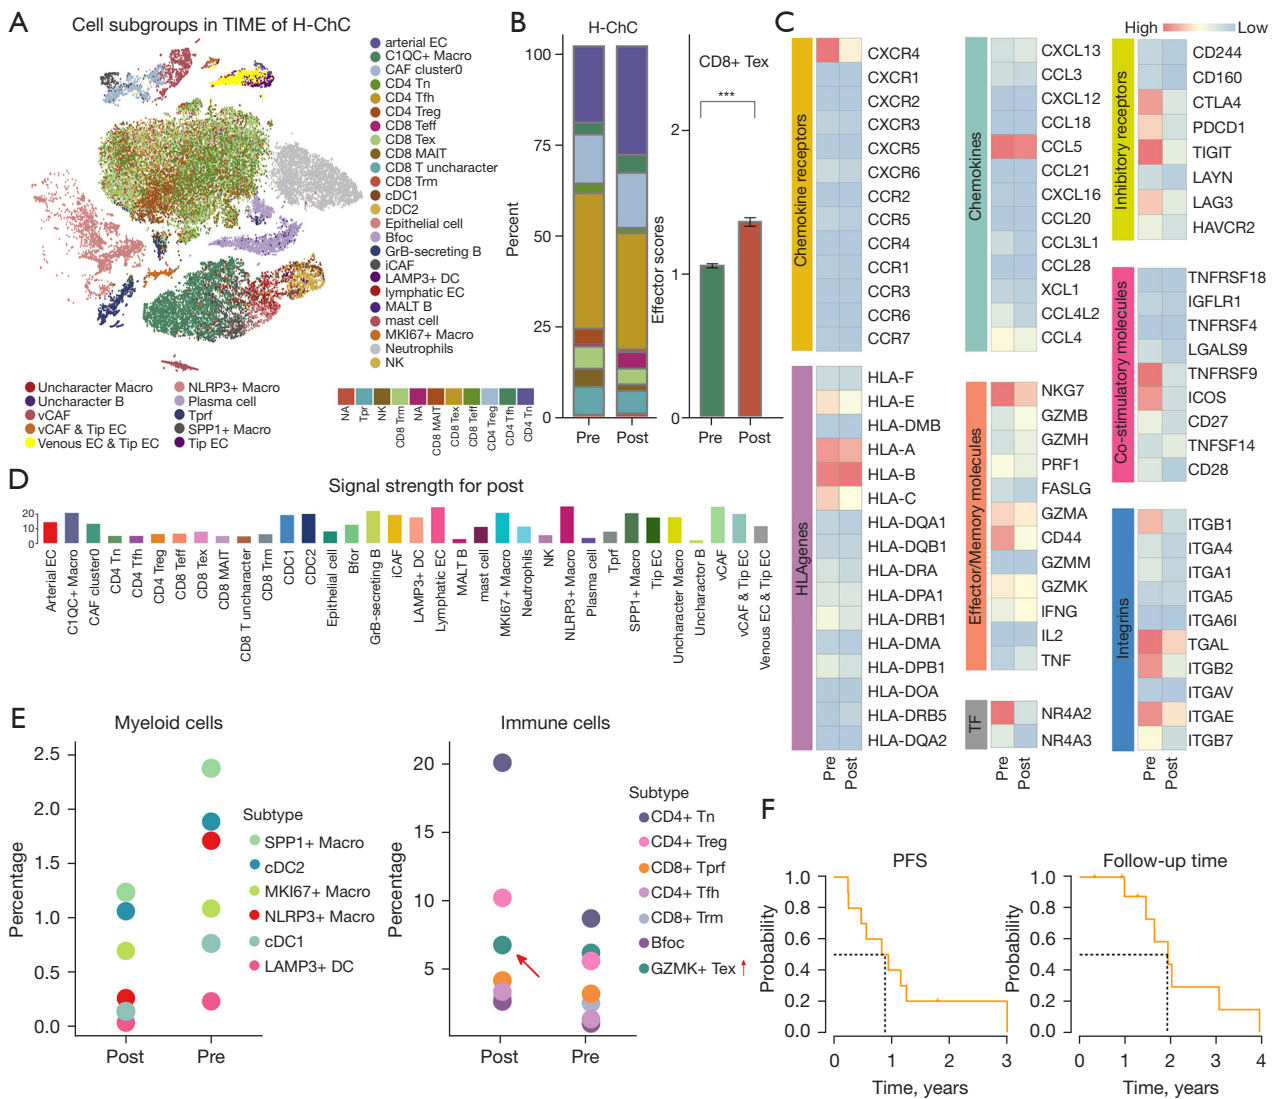 A
Cell subgroups in TIME of H-ChC
arterial EC
C1QC+ Macro
CAF cluster0
CD4 Tn
CD4 Tfh
CD4 Treg
CD8 Teff
CD8 Tex
CD8 MAIT
CD8 T uncharacter
CD8 Trm
cDC1
cDC2
Epithelial cell
Bfoc
GrB-secreting B
iCAF
LAMP3+ DC
lymphatic EC
MALT B
mast cell
MKI67+ Macro
Neutrophils
NK
Uncharacter Macro
Uncharacter B
vCAF
vCAF & Tip EC
Venous EC & Tip EC
NLRP3+ Macro
Plasma cell
Tprf
SPP1+ Macro
Tip EC
NA
Tpr
NK
CD8 Trm
NA
CD8 MAIT
CD8 Tex
CD8 Teff
CD4 Treg
CD4 Tfh
CD4 Tn
B
H-ChC
Percent
100
75
50
25
0
Pre
Post
CD8+ Tex
***
Effector scores
2
1
0
Pre
Post
C
High
Low
Chemokine receptors
CXCR4
CXCR1
CXCR2
CXCR3
CXCR5
CXCR6
CCR2
CCR5
CCR4
CCR1
CCR3
CCR6
CCR7
HLAgenes
HLA-F
HLA-E
HLA-DMB
HLA-A
HLA-B
HLA-C
HLA-DQA1
HLA-DQB1
HLA-DRA
HLA-DPA1
HLA-DRB1
HLA-DMA
HLA-DPB1
HLA-DOA
HLA-DRB5
HLA-DQA2
Pre
Post
Chemokines
CXCL13
CCL3
CXCL12
CCL18
CCL5
CCL21
CXCL16
CCL20
CCL3L1
CCL28
XCL1
CCL4L2
CCL4
Effector/Memory molecules
NKG7
GZMB
GZMH
PRF1
FASLG
GZMA
CD44
GZMM
GZMK
IFNG
IL2
TNF
TF
NR4A2
NR4A3
Pre
Post
Inhibitory receptors
CD244
CD160
CTLA4
PDCD1
TIGIT
LAYN
LAG3
HAVCR2
Co-stimulatory molecules
TNFRSF18
IGFLR1
TNFRSF4
LGALS9
TNFRSF9
ICOS
CD27
TNFSF14
CD28
Integrins
ITGB1
ITGA4
ITGA1
ITGA5
ITGA6I
TGAL
ITGB2
ITGAV
ITGAE
ITGB7
Pre
Post
D
Signal strength for post
20
10
0
Arterial EC
C1QC+ Macro
CAF cluster0
CD4 Tn
CD4 Tfh
CD4 Treg
CD8 Teff
CD8 Tex
CD8 MAIT
CD8 T uncharacter
CD8 Trm
CDC1
CDC2
Epithelial cell
Bfor
GrB-secreting B
iCAF
LAMP3+ DC
Lymphatic EC
MALT B
mast cell
MKI67+ Macro
Neutrophils
NK
NLRP3+ Macro
Plasma cell
Tprf
SPP1+ Macro
Tip EC
Uncharacter Macro
Uncharactor B
vCAF
vCAF & Tip EC
Venous EC & Tip EC
E
Myeloid cells
Percentage
2.5
2.0
1.5
1.0
0.5
0.0
Post
Pre
Subtype
SPP1+ Macro
cDC2
MKI67+ Macro
NLRP3+ Macro
cDC1
LAMP3+ DC
Immune cells
Percentage
20
15
10
5
Post
Pre
Subtype
CD4+ Tn
CD4+ Treg
CD8+ Tprf
CD4+ Tfh
CD8+ Trm
Bfoc
GZMK+ Tex
F
PFS
Probability
1.0
0.8
0.6
0.4
0.2
0.0
0
1
2
3
Time, years
Follow-up time
Probability
1.0
0.8
0.6
0.4
0.2
0.0
0
1
2
3
4
Time, years